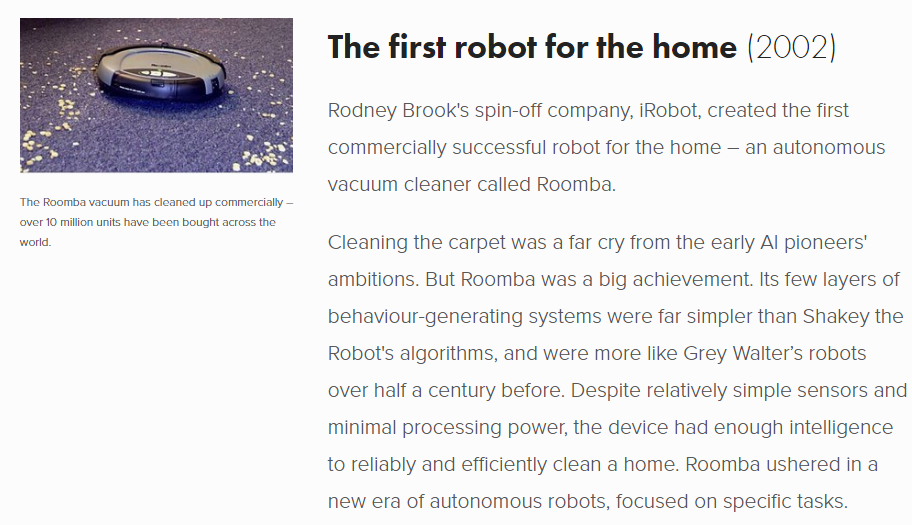 The first robot for the home (2002)
Rodney Brook's spin-off company, iRobot, created the first
commercially successful robot for the home – an autonomous
vacuum cleaner called Roomba.
Cleaning the carpet was a far cry from the early AI pioneers'
ambitions. But Roomba was a big achievement. Its few layers of
behaviour-generating systems were far simpler than Shakey the
Robot's algorithms, and were more like Grey Walter’s robots
over half a century before. Despite relatively simple sensors and
minimal processing power, the device had enough intelligence
to reliably and efficiently clean a home. Roomba ushered in a
new era of autonomous robots, focused on specific tasks.
The Roomba vacuum has cleaned up commercially –
over 10 million units have been bought across the
world.